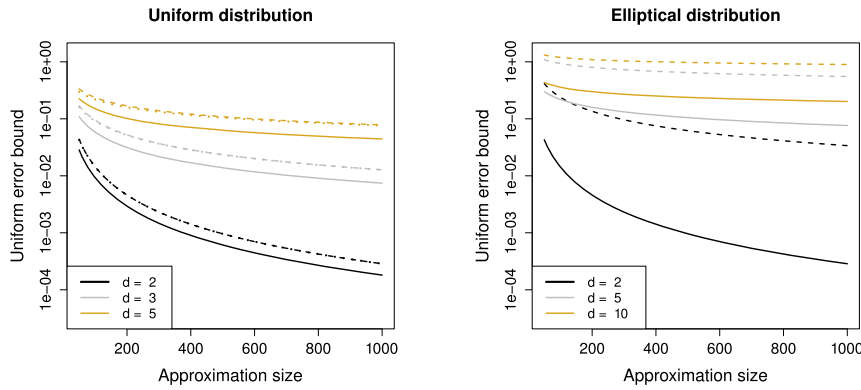 Uniform distribution
Uniform error bound
1e+00
1e−01
1e−02
1e−03
1e−04
d = 2
d = 3
d = 5
200
400
600
800
1000
Approximation size
Elliptical distribution
Uniform error bound
1e+00
1e−01
1e−02
1e−03
1e−04
d = 2
d = 5
d = 10
200
400
600
800
1000
Approximation size